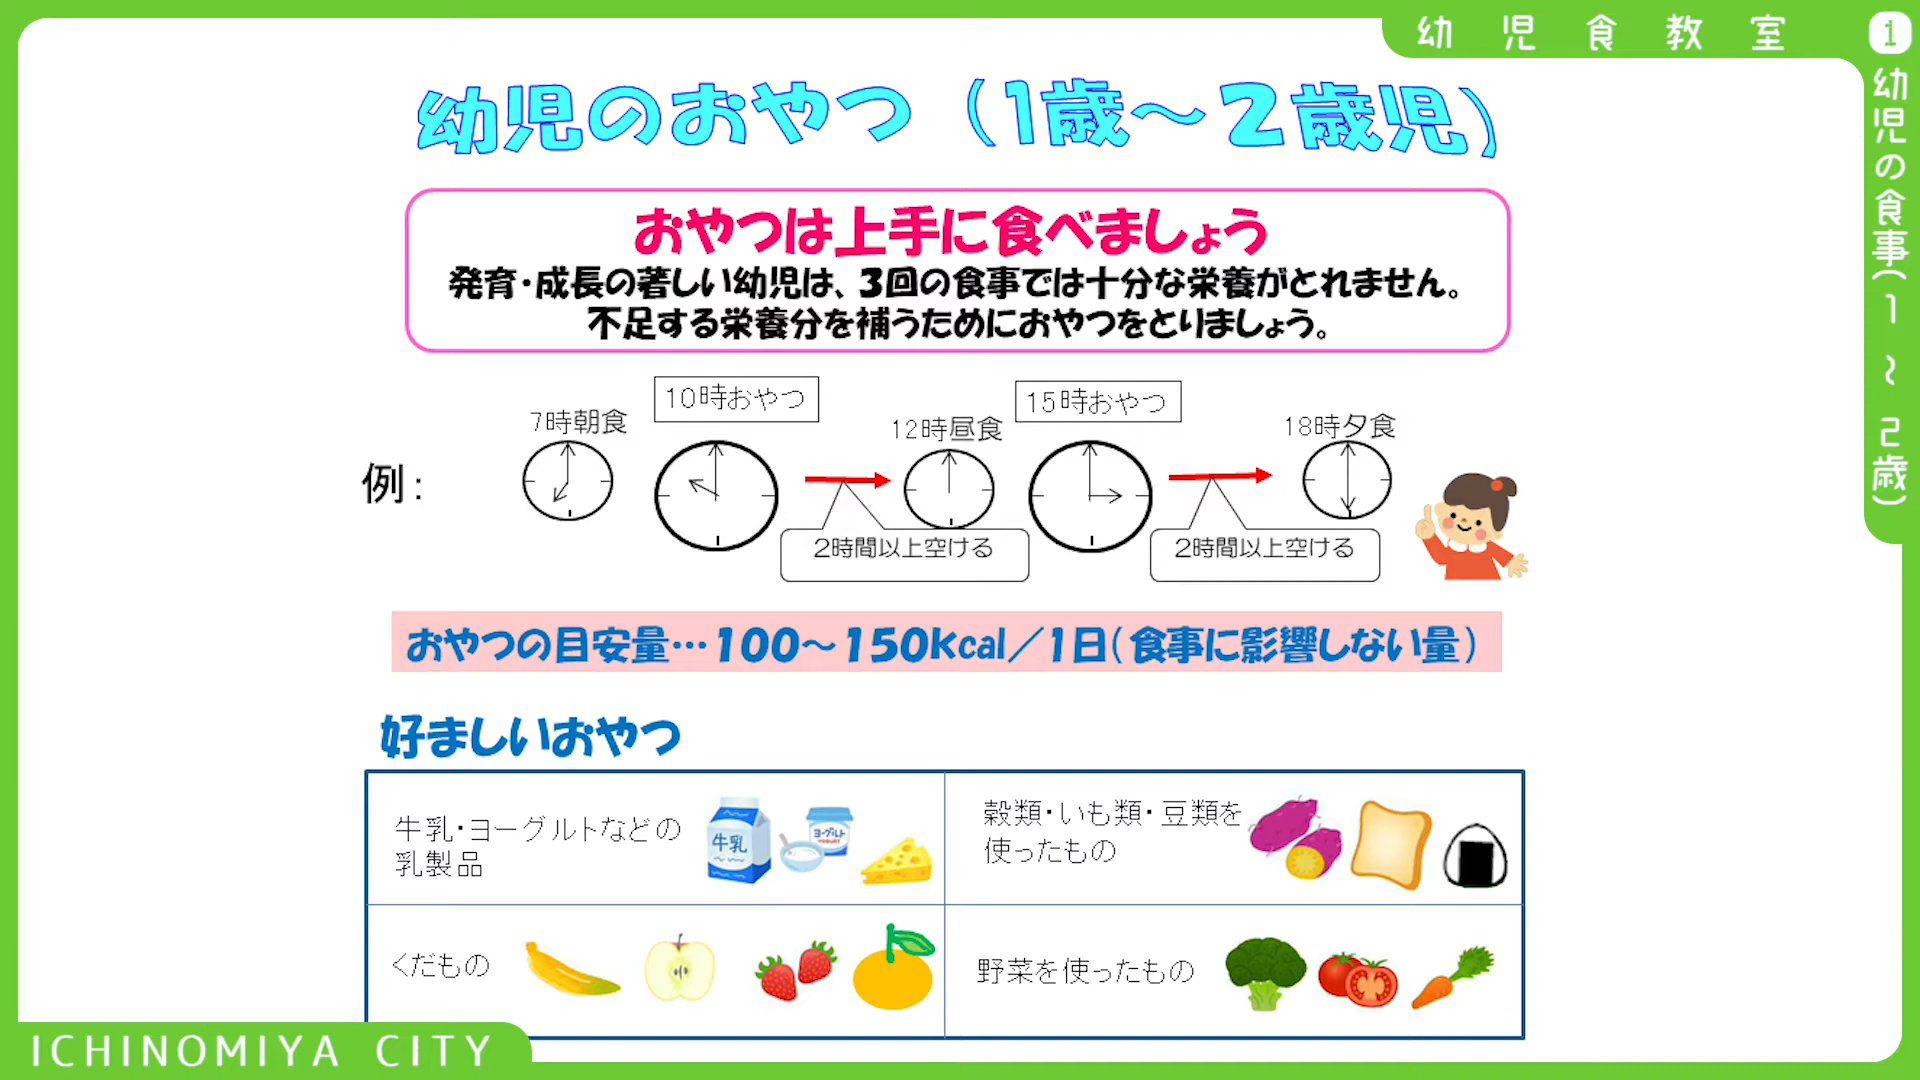 幼児食教室
1
幼児の食事(1~2歳)
幼児のおやつ(1歳～2歳児)
おやつは上手に食べましょう
発育・成長の著しい幼児は、3回の食事では十分な栄養がとれません。
不足する栄養分を補うためにおやつをとりましょう。
例:
7時朝食
10時おやつ
12時昼食
15時おやつ
18時夕食
2時間以上空ける
2時間以上空ける
おやつの目安量…100～150Kcal／1日(食事に影響しない量)
好ましいおやつ
牛乳・ヨーグルトなどの
乳製品
牛乳
ヨーグルト
YOGURT
穀類・いも類・豆類を
使ったもの
くだもの
野菜を使ったもの
ICHINOMIYA CITY